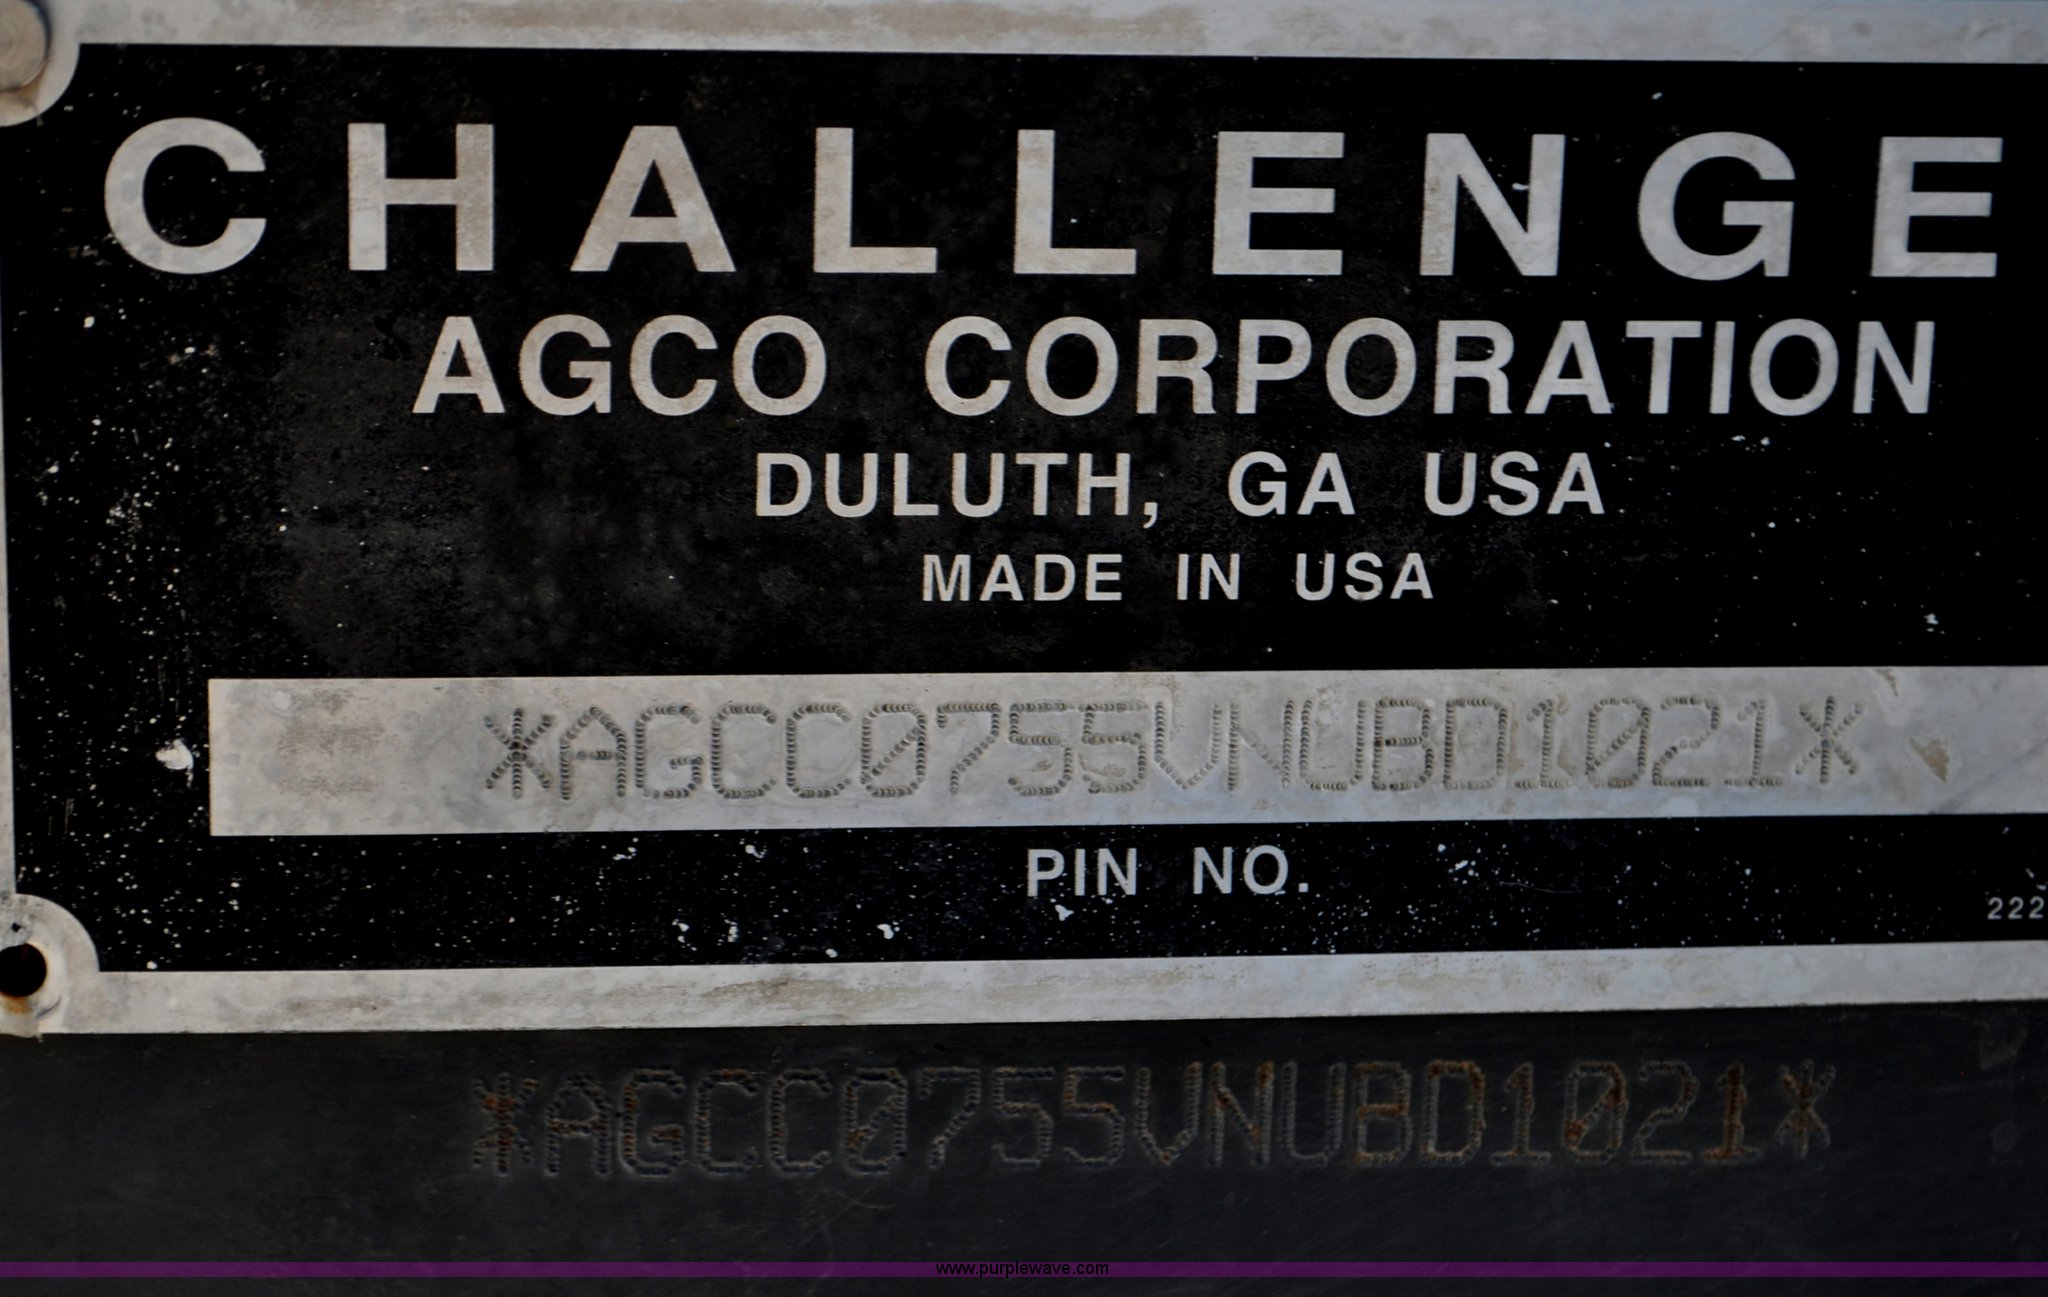 CHALLENGE
AGCO CORPORATION
DULUTH, GA USA
MADE IN USA
*AGCC0755VNUBD1021*
PIN NO.
222
*AGCC0755VNUBD1021*
www.purplewave.com